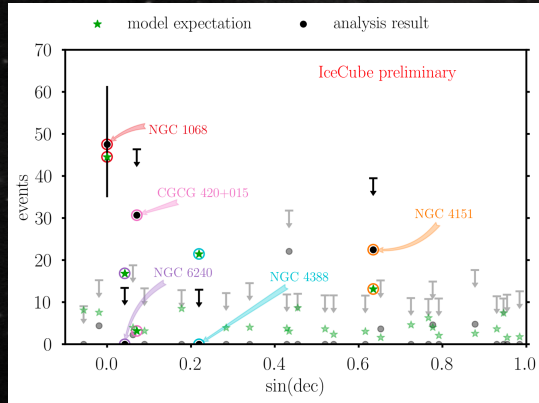 model expectation
analysis result
IceCube preliminary
70
60
50
40
30
20
10
0
events
NGC 1068
CGCG 420+015
NGC 4151
NGC 6240
NGC 4388
0.0 0.2 0.4 0.6 0.8 1.0
sin(dec)